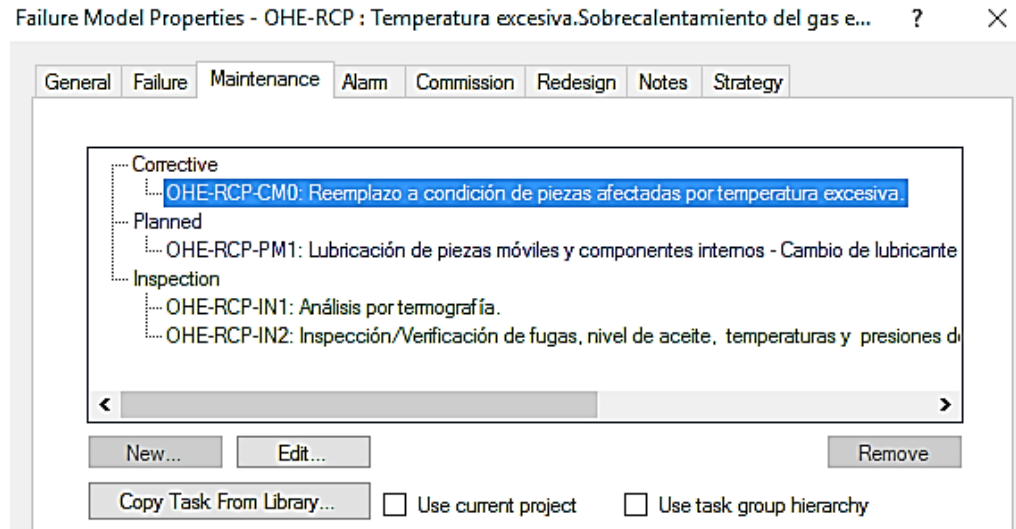 Failure Model Properties - OHE-RCP : Temperatura excesiva.Sobrecalentamiento del gas e... ? ×
General Failure Maintenance Alarm Commission Redesign Notes Strategy
Corrective
OHE-RCP-CM0: Reemplazo a condición de piezas afectadas por temperatura excesiva.
Planned
OHE-RCP-PM1: Lubricación de piezas móviles y componentes internos - Cambio de lubricante
Inspection
OHE-RCP-IN1: Análisis por termografía.
OHE-RCP-IN2: Inspección/Verificación de fugas, nivel de aceite, temperaturas y presiones d
New... Edit... Remove
Copy Task From Library... Use current project Use task group hierarchy